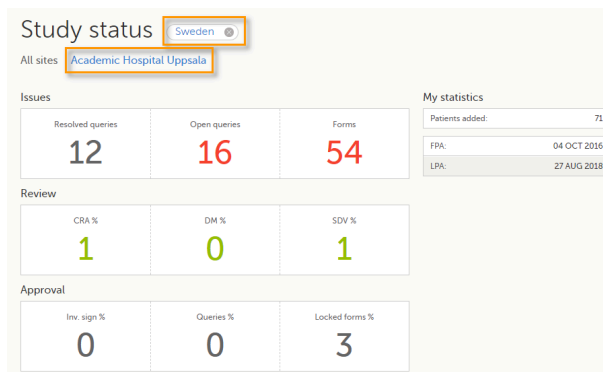 Study status Sweden
All sites Academic Hospital Uppsala
Issues
Resolved queries Open queries Forms
12 16 54
Review
CRA % DM % SDV %
1 0 1
Approval
Inv. sign % Queries % Locked forms %
0 0 3
My statistics
Patients added: 71
FPA: 04 OCT 2016
LPA: 27 AUG 2018